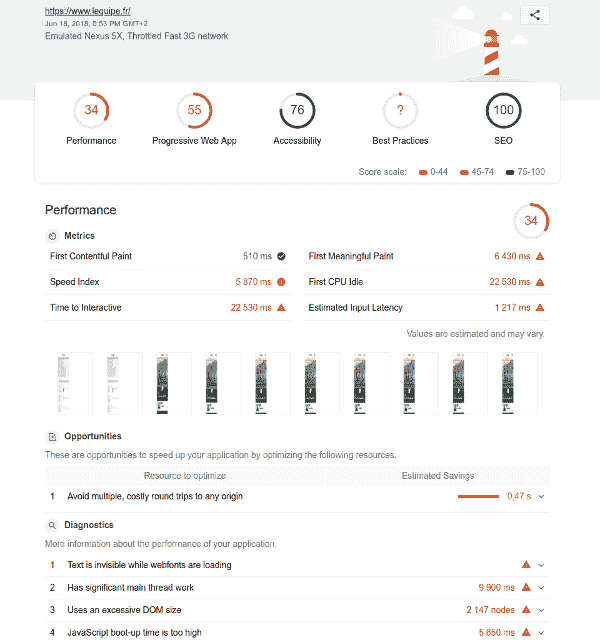 https://www.lequipe.fr/
Jun 18, 2018, 5:53 PM GMT+2
Emulated Nexus 5X, Throttled Fast 3G network
34 55 76 ? 100
Performance Progressive Web App Accessibility Best Practices SEO
Score scale: 0-44 45-74 75-100
Performance 34
Metrics
First Contentful Paint 510 ms First Meaningful Paint 6 430 ms
Speed Index 5 870 ms First CPU Idle 22 530 ms
Time to Interactive 22 530 ms Estimated Input Latency 1 217 ms
Values are estimated and may vary.
Opportunities
These are opportunities to speed up your application by optimizing the following resources.
Resource to optimize Estimated Savings
1 Avoid multiple, costly round trips to any origin 0,47 s
Diagnostics
More information about the performance of your application.
1 Text is invisible while webfonts are loading
2 Has significant main thread work 9 900 ms
3 Uses an excessive DOM size 2 147 nodes
4 JavaScript boot-up time is too high 5 650 ms